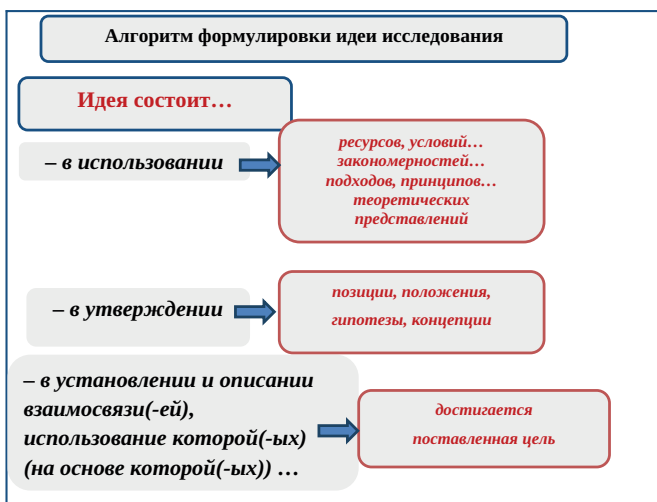 Алгоритм формулировки идеи исследования
Идея состоит…
– в использовании
ресурсов, условий…
закономерностей…
подходов, принципов…
теоретических
представлений
– в утверждении
позиции, положения,
гипотезы, концепции
– в установлении и описании
взаимосвязи(-ей),
использование которой(-ых)
(на основе которой(-ых)) …
достигается
поставленная цель